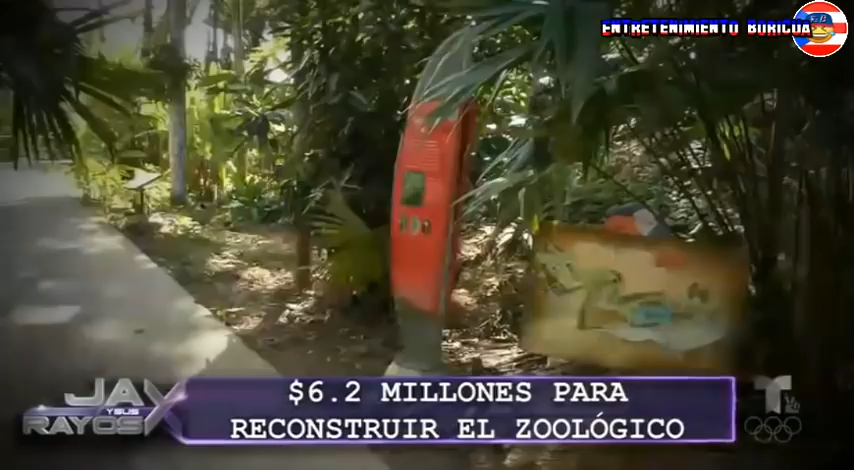 ENTRETENIMIENTO BORICUA
$6.2 MILLONES PARA
RECONSTRUIR EL ZOOLÓGICO
JAY
Y SUS
RAYOS X